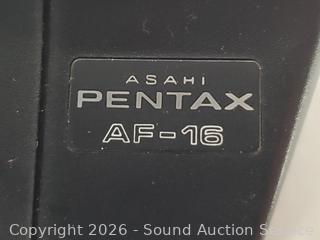 ASAHI
PENTAX
AF-16
Copyright 2026 - Sound Auction Service